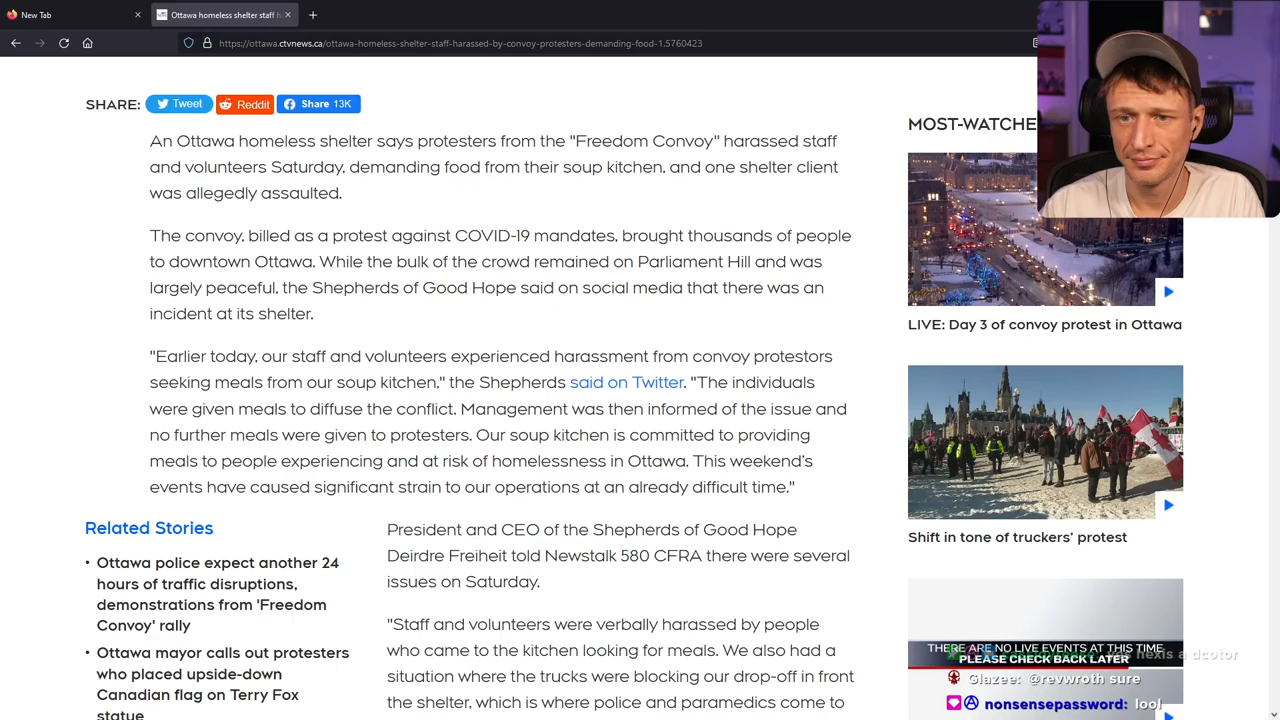 New Tab
Ottawa homeless shelter staff h
https://ottawa.ctvnews.ca/ottawa-homeless-shelter-staff-harassed-by-convoy-protesters-demanding-food-1.5760423
SHARE: Tweet Reddit Share 13K
An Ottawa homeless shelter says protesters from the "Freedom Convoy" harassed staff
and volunteers Saturday, demanding food from their soup kitchen, and one shelter client
was allegedly assaulted.
The convoy, billed as a protest against COVID-19 mandates, brought thousands of people
to downtown Ottawa. While the bulk of the crowd remained on Parliament Hill and was
largely peaceful, the Shepherds of Good Hope said on social media that there was an
incident at its shelter.
"Earlier today, our staff and volunteers experienced harassment from convoy protestors
seeking meals from our soup kitchen," the Shepherds said on Twitter. "The individuals
were given meals to diffuse the conflict. Management was then informed of the issue and
no further meals were given to protesters. Our soup kitchen is committed to providing
meals to people experiencing and at risk of homelessness in Ottawa. This weekend's
events have caused significant strain to our operations at an already difficult time."
Related Stories
• Ottawa police expect another 24
hours of traffic disruptions,
demonstrations from 'Freedom
Convoy' rally
• Ottawa mayor calls out protesters
who placed upside-down
Canadian flag on Terry Fox
statue
President and CEO of the Shepherds of Good Hope
Deirdre Freiheit told Newstalk 580 CFRA there were several
issues on Saturday.
"Staff and volunteers were verbally harassed by people
who came to the kitchen looking for meals. We also had a
situation where the trucks were blocking our drop-off in front
the shelter, which is where police and paramedics come to
MOST-WATCHE
LIVE: Day 3 of convoy protest in Ottawa
Shift in tone of truckers' protest
THERE ARE NO LIVE EVENTS AT THIS TIME
PLEASE CHECK BACK LATER
hexis a dcotor
Glazee: @revwroth sure
nonsensepassword: lool